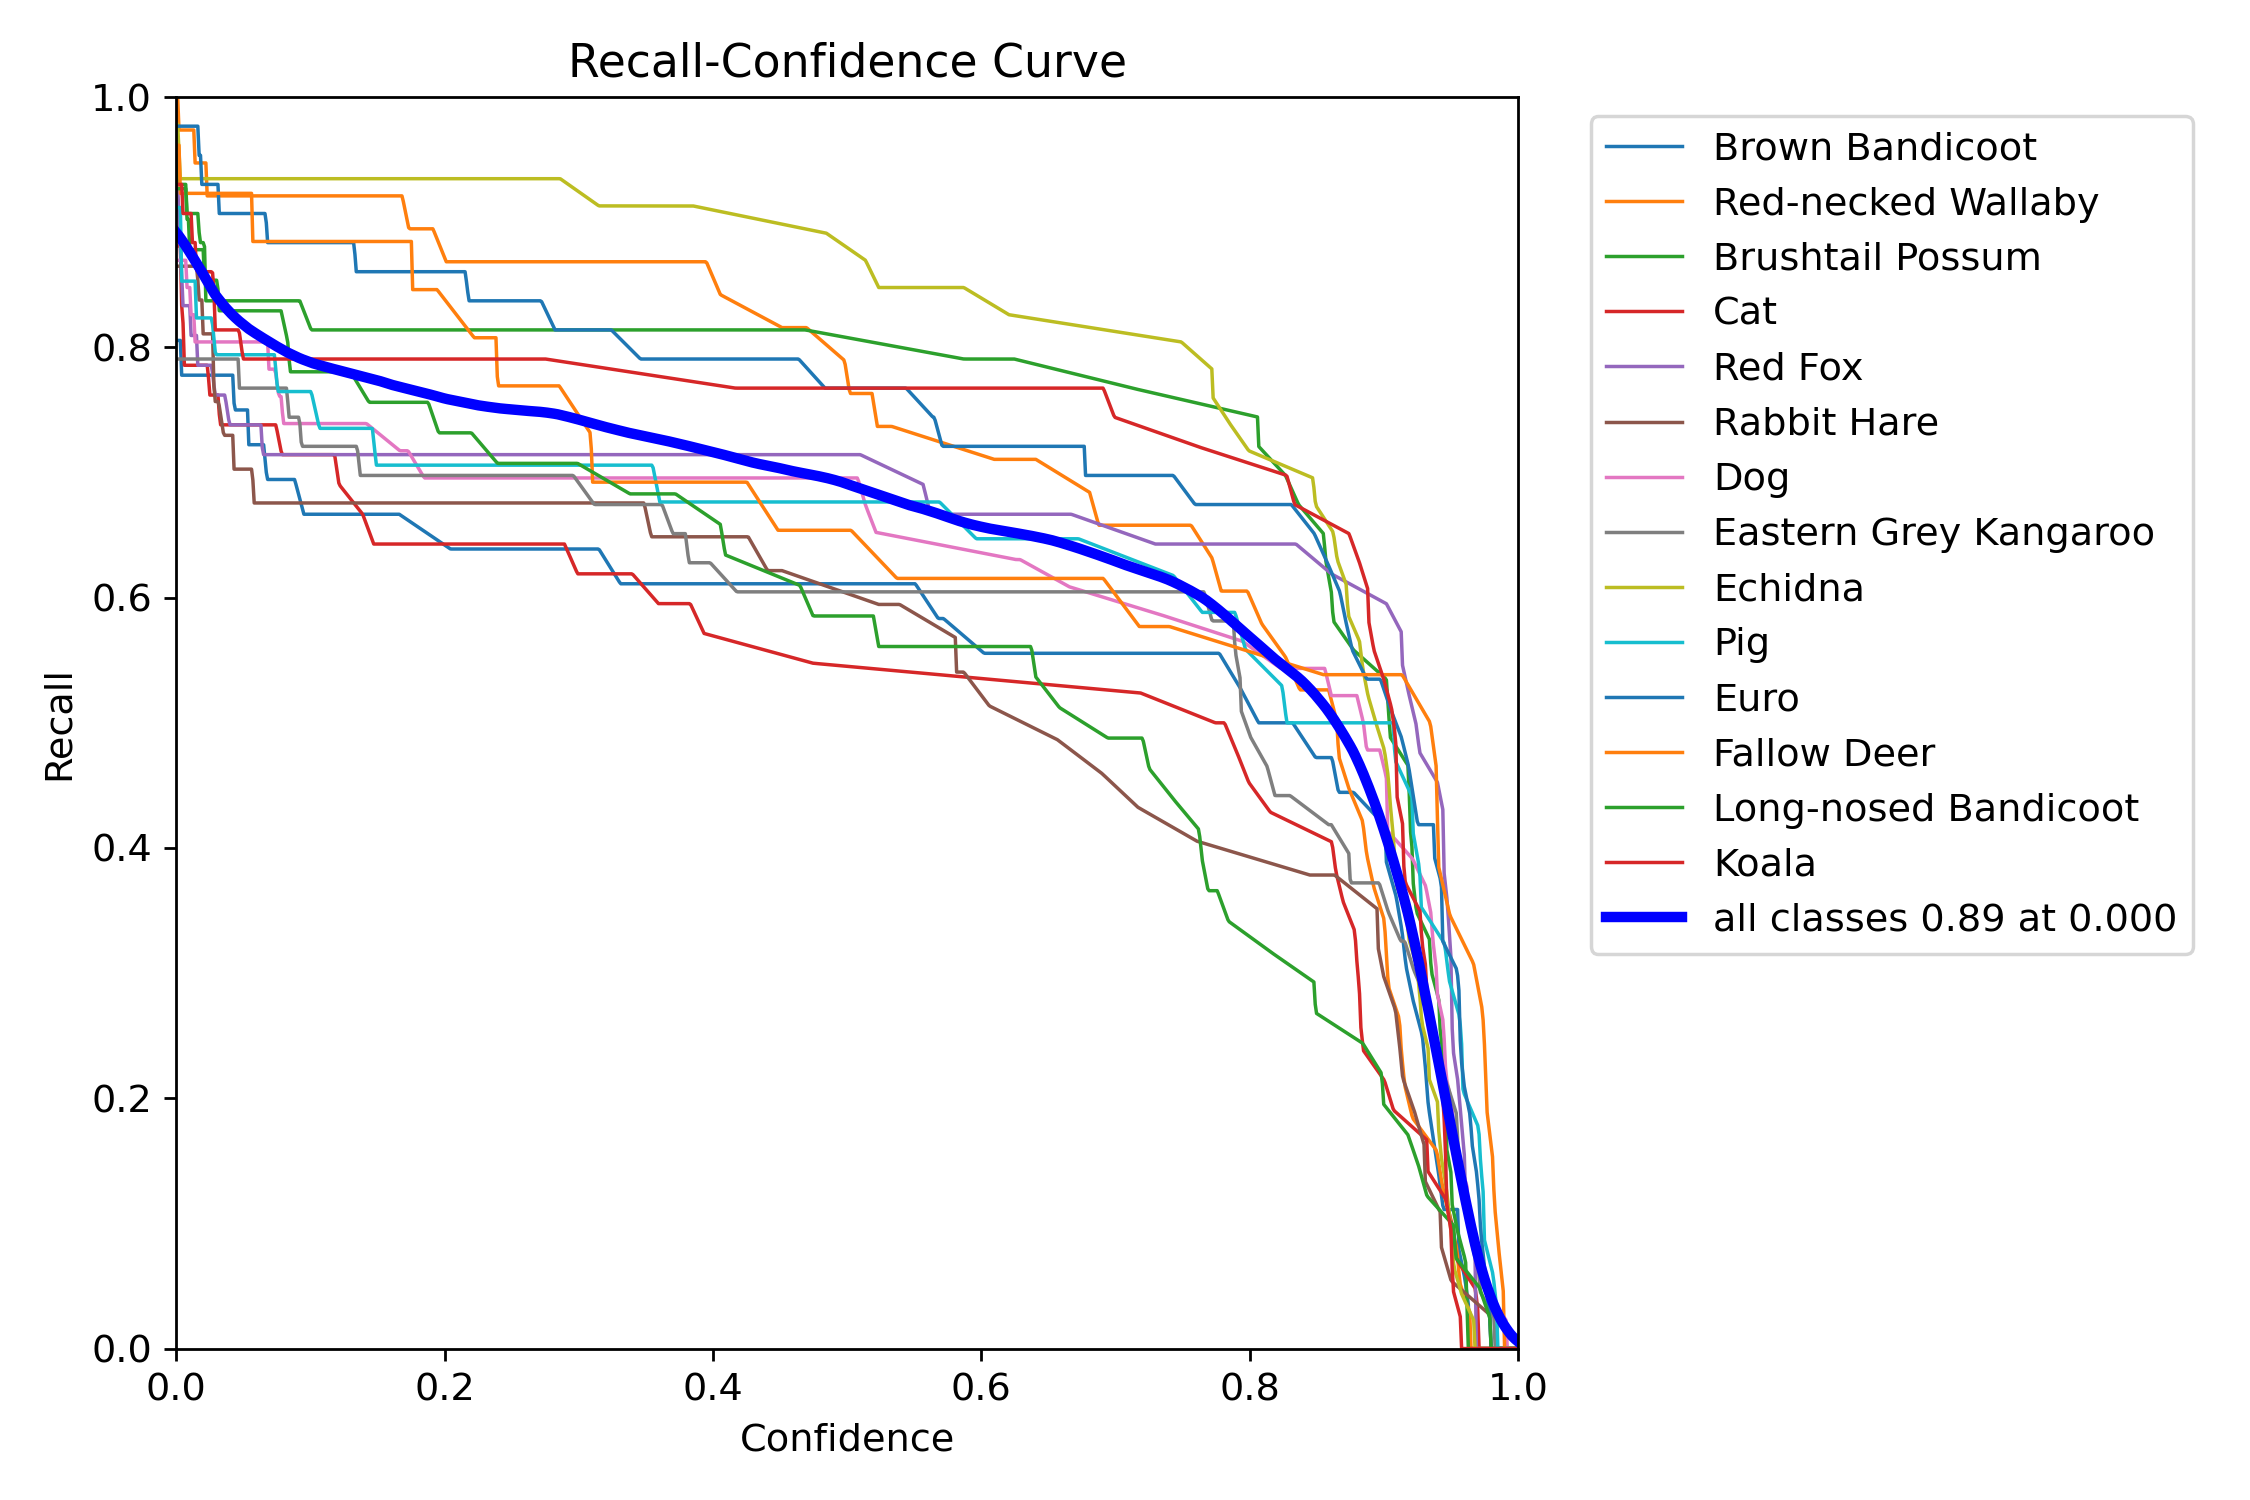 Recall-Confidence Curve
1.0
0.8
0.6
0.4
0.2
0.0
Recall
0.0
0.2
0.4
0.6
0.8
1.0
Confidence
Brown Bandicoot
Red-necked Wallaby
Brushtail Possum
Cat
Red Fox
Rabbit Hare
Dog
Eastern Grey Kangaroo
Echidna
Pig
Euro
Fallow Deer
Long-nosed Bandicoot
Koala
all classes 0.89 at 0.000